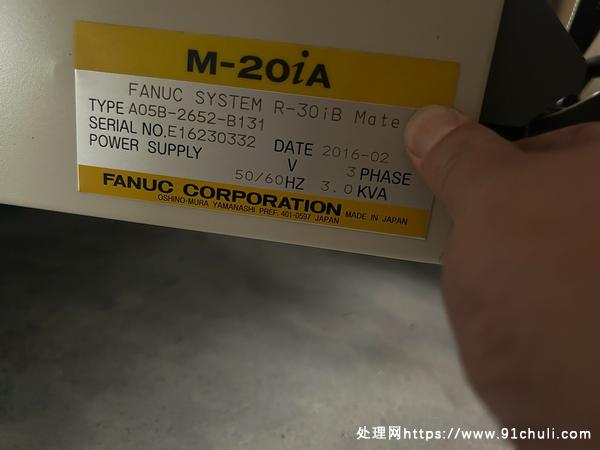 M-20iA
FANUC SYSTEM R-30iB Mate
TYPE A05B-2652-B131
SERIAL NO.E16230332 DATE 2016-02
POWER SUPPLY V 3 PHASE
50/60HZ 3.0KVA
FANUC CORPORATION
OSHINO-MURA YAMANASHI PREF. 401-0597 JAPAN MADE IN JAPAN
处理网https://www.91chuli.com/